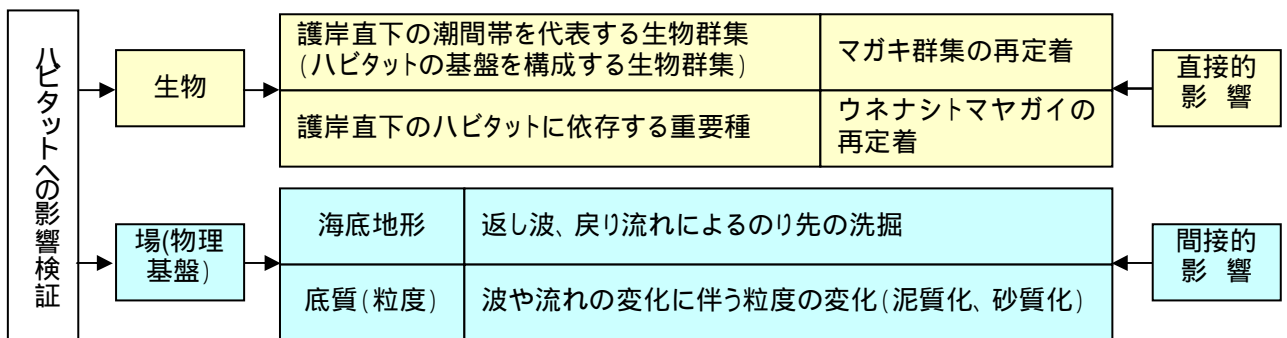 ハビタットへの影響検証
生物
護岸直下の潮間帯を代表する生物群集
(ハビタットの基盤を構成する生物群集)
マガキ群集の再定着
護岸直下のハビタットに依存する重要種
ウネナシトマヤガイの
再定着
直接的
影 響
場(物理
基盤)
海底地形
返し波、戻り流れによるのり先の洗掘
底質(粒度)
波や流れの変化に伴う粒度の変化(泥質化、砂質化)
間接的
影 響